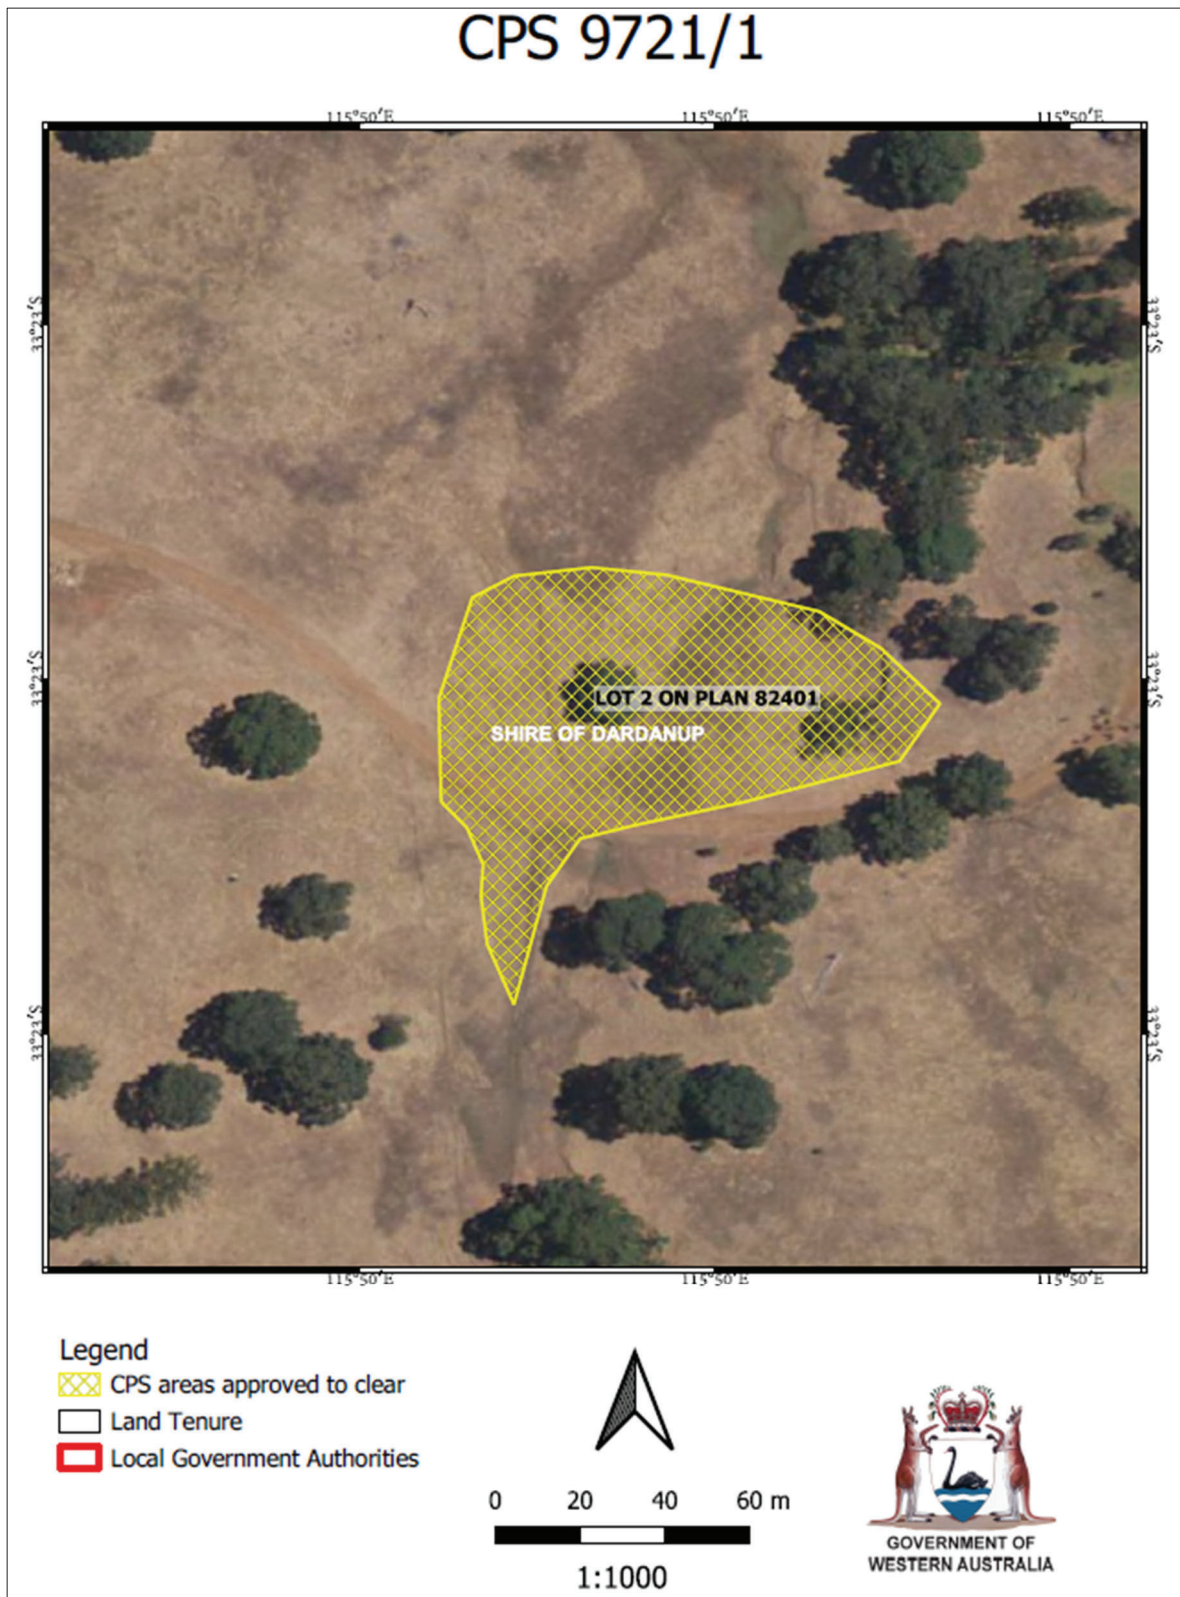 CPS 9721/1
115°50′E 115°50′E 115°50′E
33°23′S 33°23′S
33°23′S 33°23′S
LOT 2 ON PLAN 82401
SHIRE OF DARDANUP
33°23′S 33°23′S
115°50′E 115°50′E 115°50′E
Legend
CPS areas approved to clear
Land Tenure
Local Government Authorities
0 20 40 60 m
1:1000
GOVERNMENT OF
WESTERN AUSTRALIA